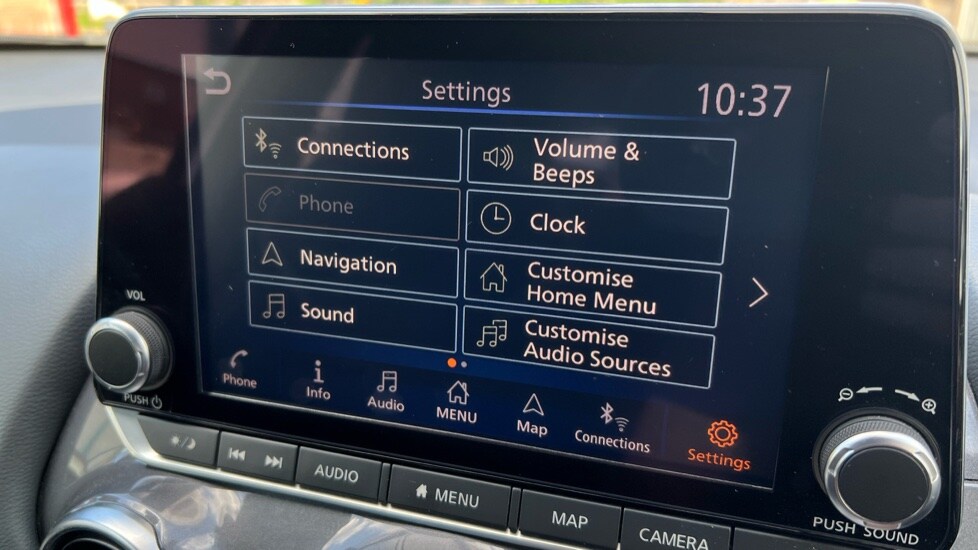 Settings
10:37
Connections
Volume &
Beeps
Phone
Clock
Navigation
Customise
Home Menu
Sound
Customise
Audio Sources
VOL
PUSH
Phone
Info
Audio
MENU
Map
Connections
Settings
AUDIO
MENU
MAP
CAMERA
PUSH SOUND